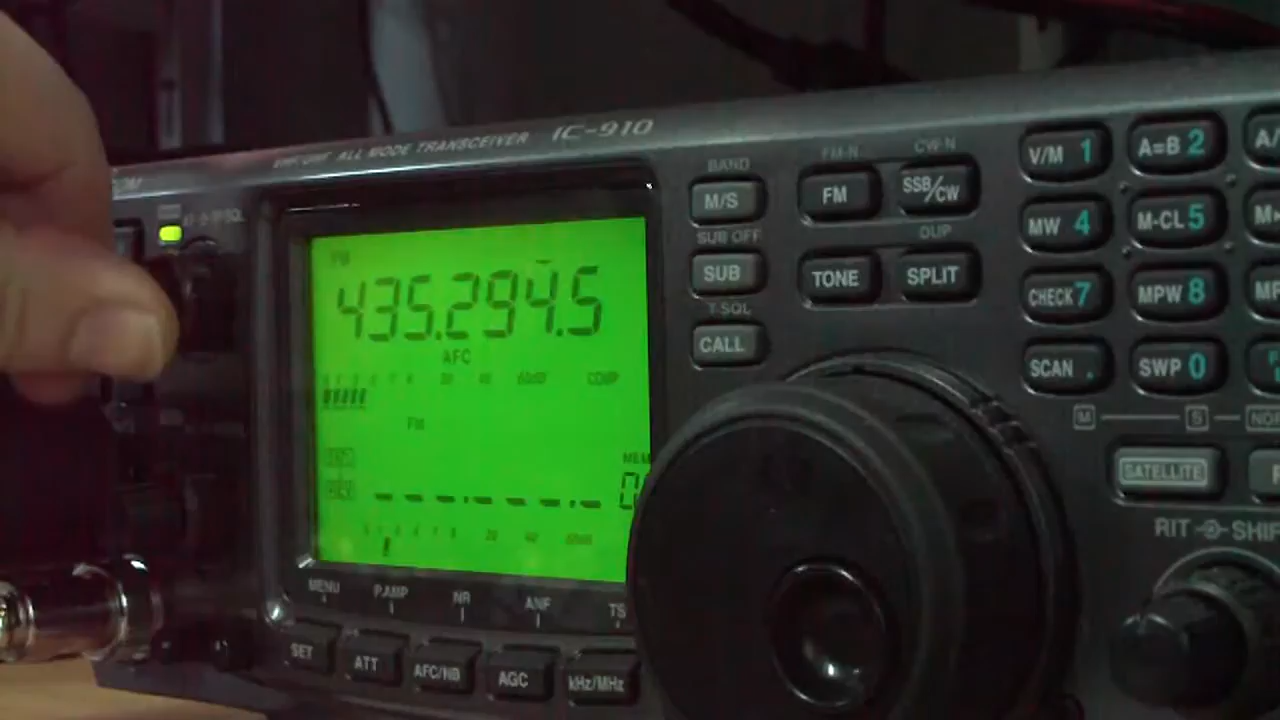 VHF/UHF ALL MODE TRANSCEIVER IC-910
BAND
M/S
SUB OFF
SUB
T SQL
CALL
FM-N
FM
CW-N
SSB/CW
TONE
DUP
SPLIT
V/M 1
A=B 2
MW 4
M-CL 5
CHECK 7
MPW 8
SCAN .
SWP 0
M
S
SATELLITE
RIT
FM
435.294.5
AFC
COMP
FM
MENU
P.AMP
NR
ANF
TS
SET
ATT
AFC/NB
AGC
kHz/MHz